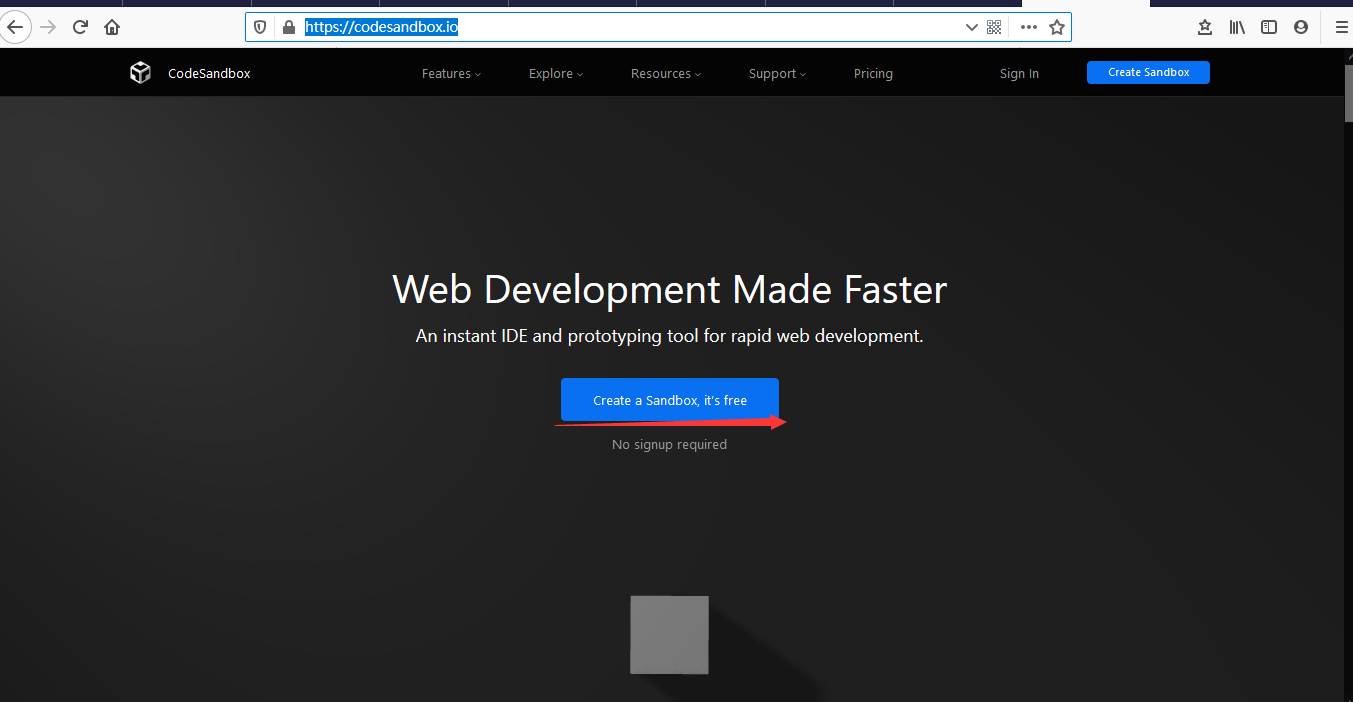 https://codesandbox.io
CodeSandbox
Features
Explore
Resources
Support
Pricing
Sign In
Create Sandbox
Web Development Made Faster
An instant IDE and prototyping tool for rapid web development.
Create a Sandbox, it's free
No signup required